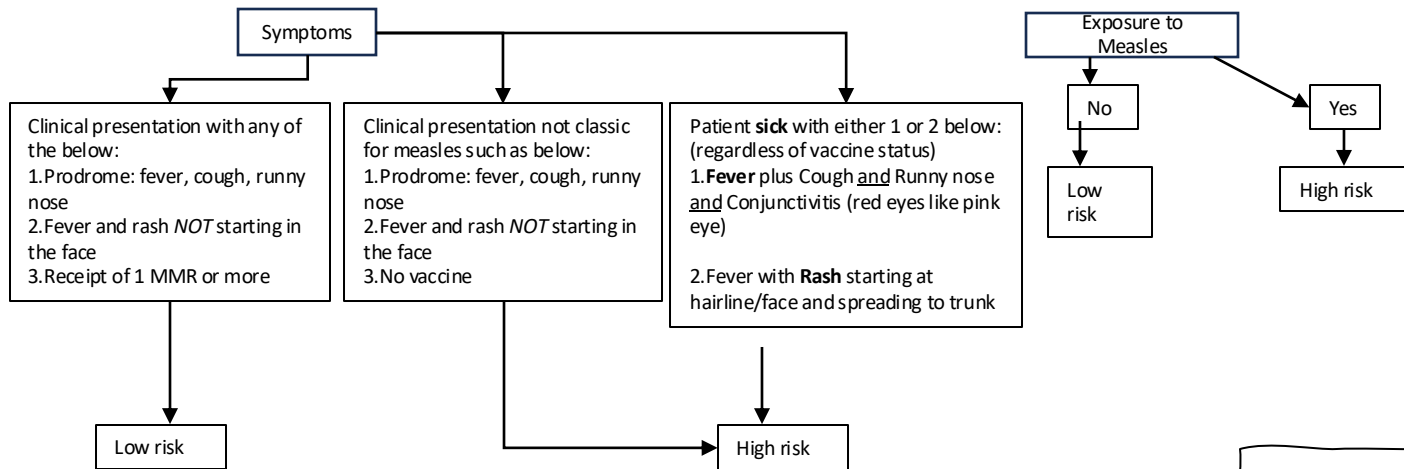 Symptoms
Exposure to
Measles
No
Yes
Low
risk
High risk
Clinical presentation with any of
the below:
1.Prodrome: fever, cough, runny
nose
2.Fever and rash NOT starting in
the face
3.Receipt of 1 MMR or more
Clinical presentation not classic
for measles such as below:
1.Prodrome: fever, cough, runny
nose
2.Fever and rash NOT starting in
the face
3.No vaccine
Patient sick with either 1 or 2 below:
(regardless of vaccine status)
1.Fever plus Cough and Runny nose
and Conjunctivitis (red eyes like pink
eye)
2.Fever with Rash starting at
hairline/face and spreading to trunk
Low risk
High risk